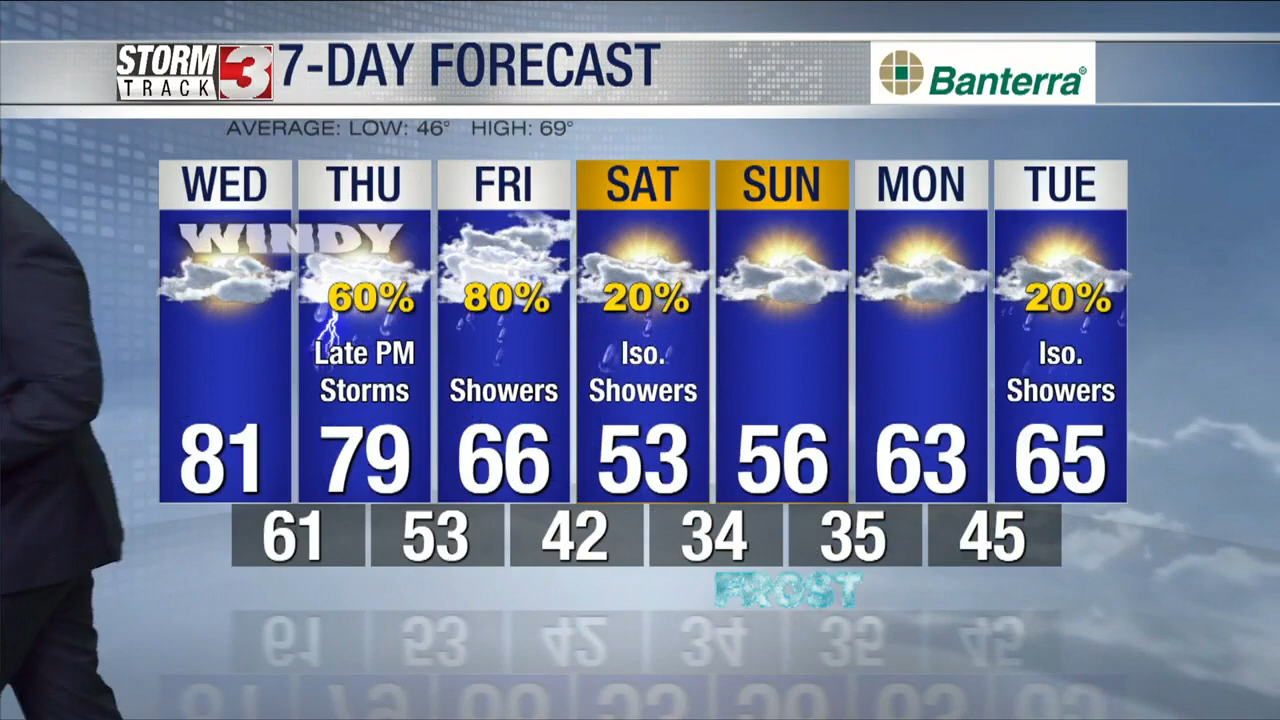 STORM TRACK 3
7-DAY FORECAST
Banterra®
AVERAGE: LOW: 46° HIGH: 69°
WED THU FRI SAT SUN MON TUE
WINDY
60% 80% 20% 20%
Late PM Storms
Showers
Iso. Showers
Iso. Showers
81 79 66 53 56 63 65
61 53 42 34 35 45
FROST